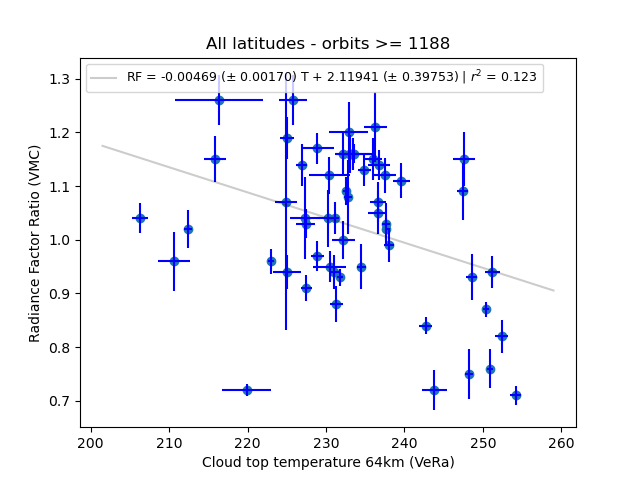 All latitudes - orbits >= 1188
RF = -0.00469 (± 0.00170) T + 2.11941 (± 0.39753) | r² = 0.123
1.3
1.2
1.1
1.0
0.9
0.8
0.7
Radiance Factor Ratio (VMC)
200 210 220 230 240 250 260
Cloud top temperature 64km (VeRa)